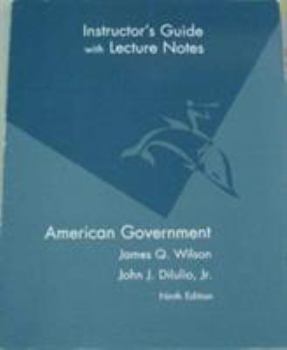 Instructor's Guide
with Lecture Notes
American Government
James Q. Wilson
John J. DiIulio, Jr.
Ninth Edition